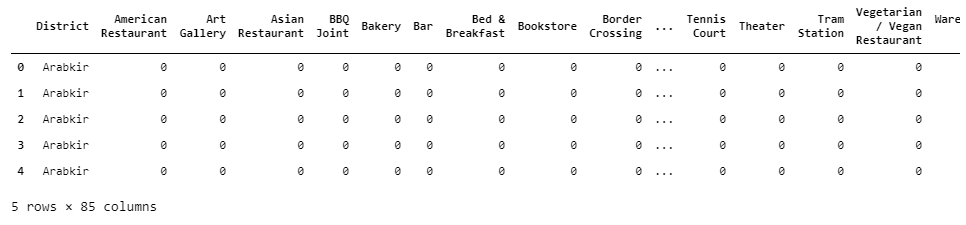 District American Restaurant Art Gallery Asian Restaurant BBQ Joint Bakery Bar Bed & Breakfast Bookstore Border Crossing ... Tennis Court Theater Tram Station Vegetarian / Vegan Restaurant Ware
0 Arabkir 0 0 0 0 0 0 0 0 0 ... 0 0 0 0
1 Arabkir 0 0 0 0 0 0 0 0 0 ... 0 0 0 0
2 Arabkir 0 0 0 0 0 0 0 0 0 ... 0 0 0 0
3 Arabkir 0 0 0 0 0 0 0 0 0 ... 0 0 0 0
4 Arabkir 0 0 0 0 0 0 0 0 0 ... 0 0 0 0
5 rows × 85 columns